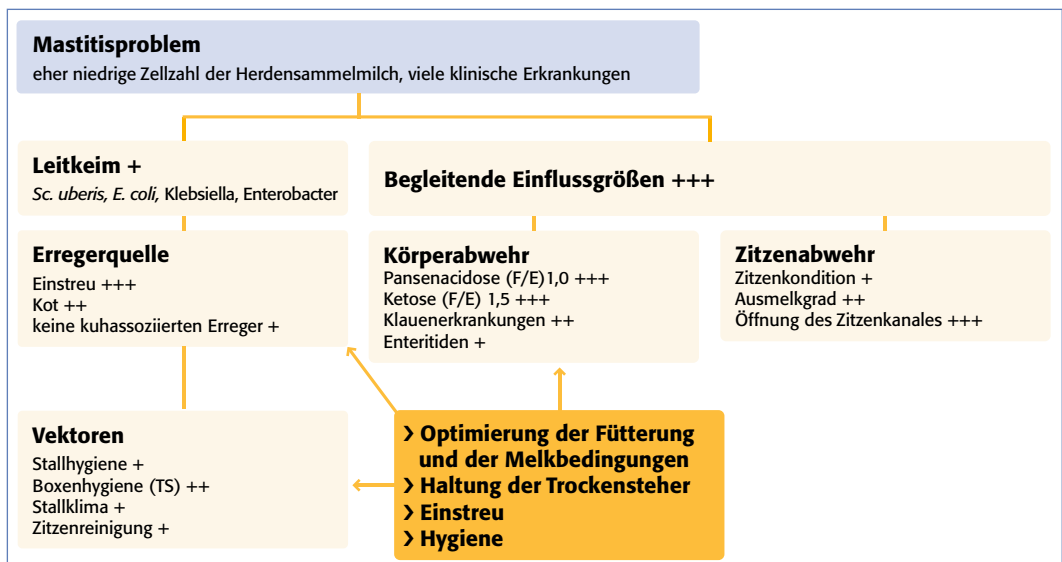 Mastitisproblem
eher niedrige Zellzahl der Herdensammelmilch, viele klinische Erkrankungen
Leitkeim +
Sc. uberis, E. coli, Klebsiella, Enterobacter
Begleitende Einflussgrößen +++
Erregerquelle
Einstreu +++
Kot ++
keine kuhassoziierten Erreger +
Körperabwehr
Pansenacidose (F/E)1,0 +++
Ketose (F/E) 1,5 +++
Klauenerkrankungen ++
Enteritiden +
Zitzenabwehr
Zitzenkondition +
Ausmelkgrad ++
Öffnung des Zitzenkanales +++
Vektoren
Stallhygiene +
Boxenhygiene (TS) ++
Stallklima +
Zitzenreinigung +
❯ Optimierung der Fütterung
und der Melkbedingungen
❯ Haltung der Trockensteher
❯ Einstreu
❯ Hygiene